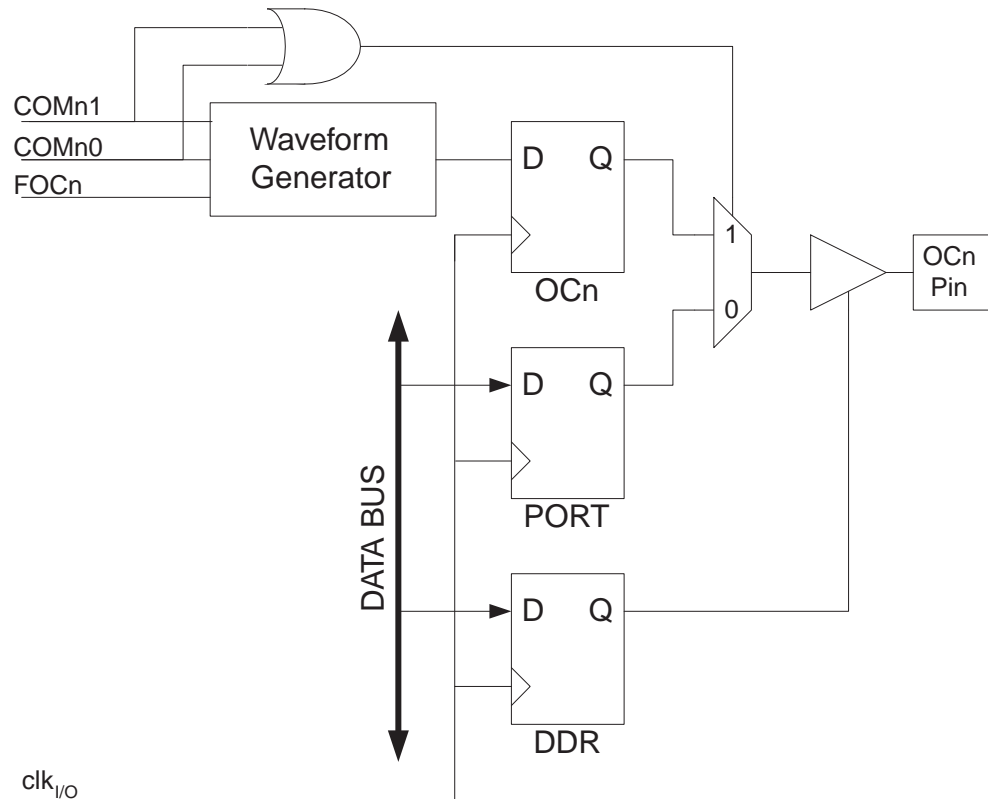 COMn1
COMn0
FOCn
Waveform
Generator
D Q
OCn
1
0
OCn
Pin
D Q
PORT
DATA BUS
D Q
DDR
clkI/O